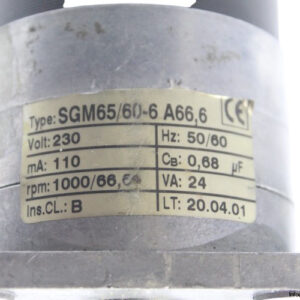 Type: SGM65/60-6 A66,6 CE
Volt: 230 Hz: 50/60
mA: 110 CB: 0,68 µF
rpm: 1000/66,6 VA: 24
Ins.CL.: B LT: 20.04.01